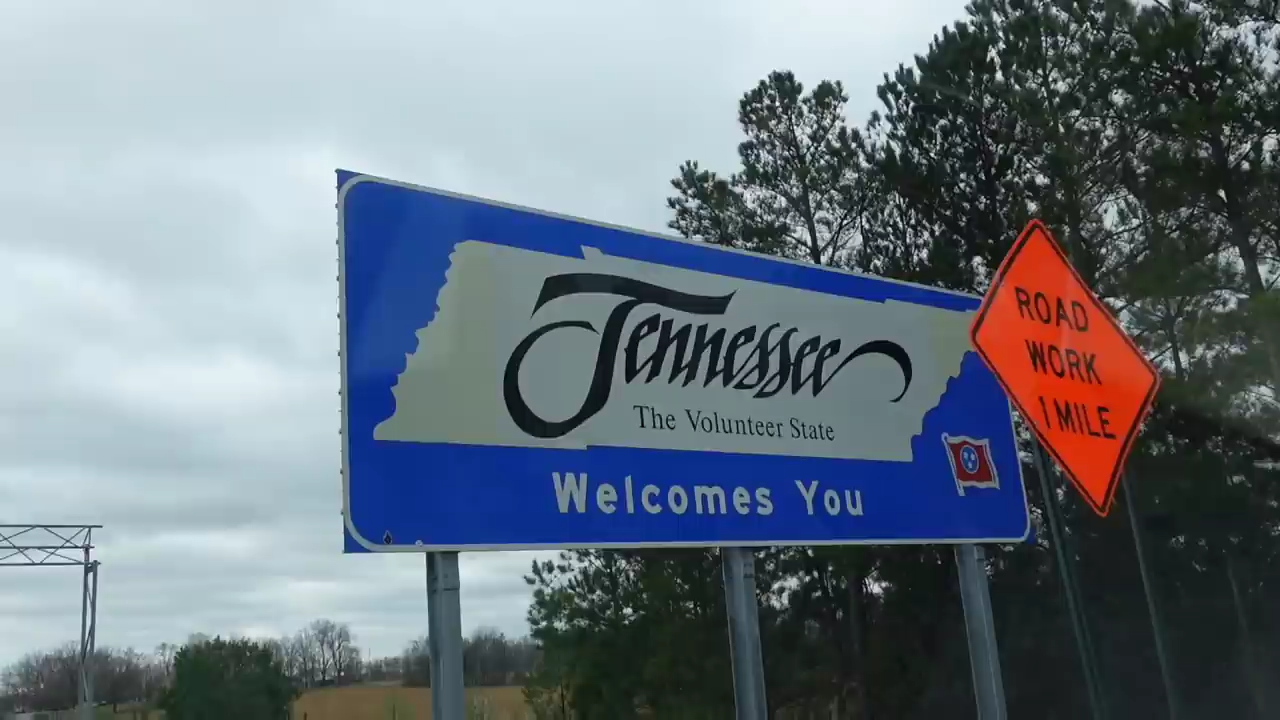 Tennessee
The Volunteer State
Welcomes You
ROAD
WORK
1 MILE